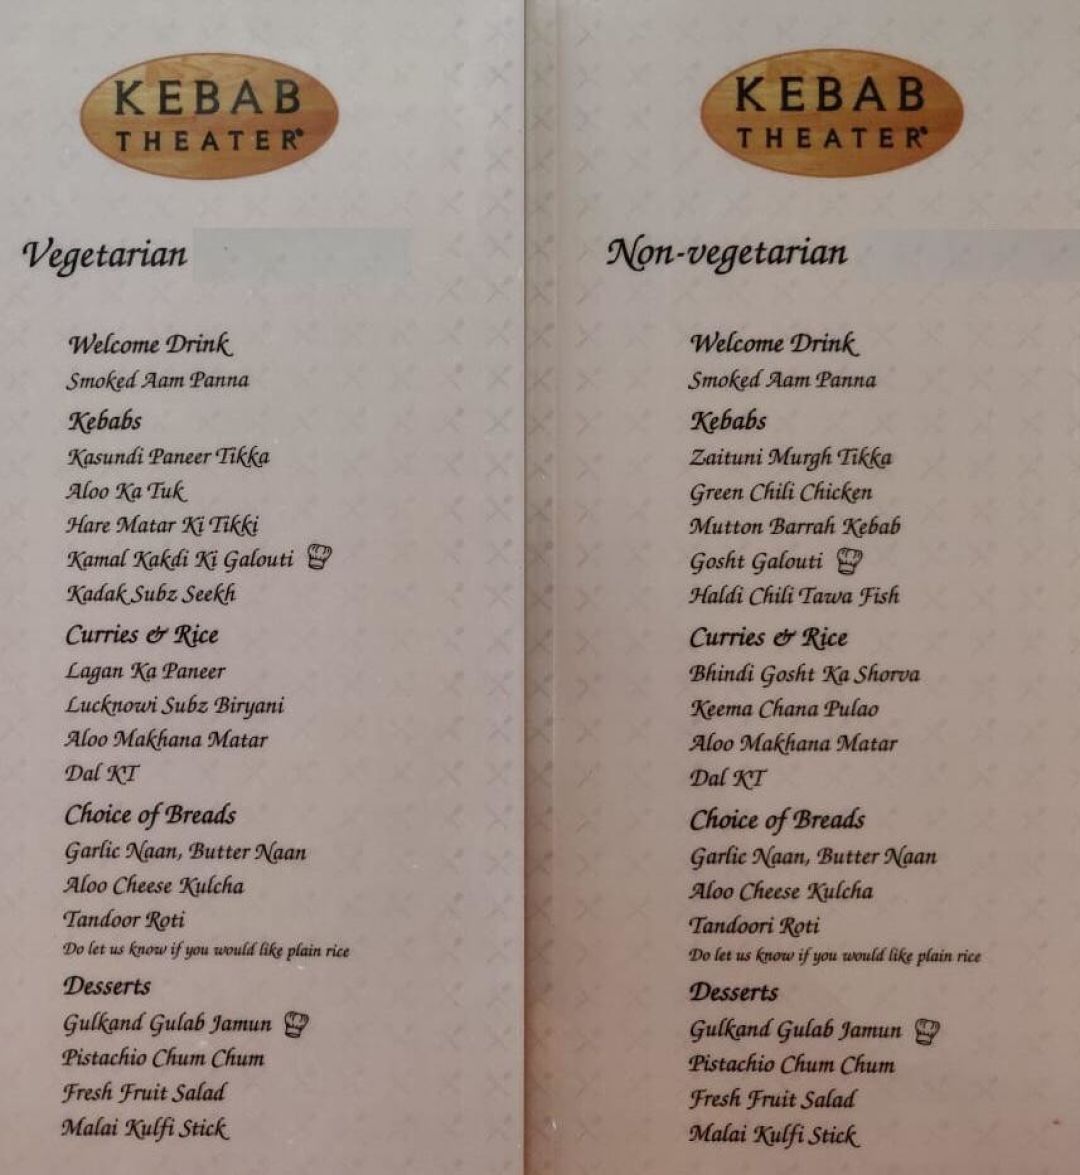 KEBAB
THEATER®
Vegetarian
Welcome Drink
Smoked Aam Panna
Kebabs
Kasundi Paneer Tikka
Aloo Ka Tuk
Hare Matar Ki Tikki
Kamal Kakdi Ki Galouti
Kadak Subz Seekh
Curries & Rice
Lagan Ka Paneer
Lucknowi Subz Biryani
Aloo Makhana Matar
Dal KT
Choice of Breads
Garlic Naan, Butter Naan
Aloo Cheese Kulcha
Tandoor Roti
Do let us know if you would like plain rice
Desserts
Gulkand Gulab Jamun
Pistachio Chum Chum
Fresh Fruit Salad
Malai Kulfi Stick
KEBAB
THEATER®
Non-vegetarian
Welcome Drink
Smoked Aam Panna
Kebabs
Zaituni Murgh Tikka
Green Chili Chicken
Mutton Barrah Kebab
Gosht Galouti
Haldi Chili Tawa Fish
Curries & Rice
Bhindi Gosht Ka Shorva
Keema Chana Pulao
Aloo Makhana Matar
Dal KT
Choice of Breads
Garlic Naan, Butter Naan
Aloo Cheese Kulcha
Tandoori Roti
Do let us know if you would like plain rice
Desserts
Gulkand Gulab Jamun
Pistachio Chum Chum
Fresh Fruit Salad
Malai Kulfi Stick